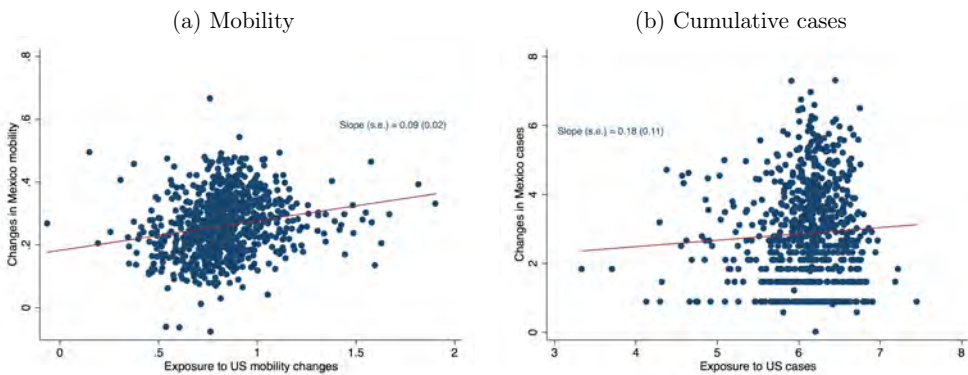 (a) Mobility
(b) Cumulative cases
Changes in Mexico mobility
.8
.6
.4
.2
0
Slope (s.e.) = 0.09 (0.02)
0
.5
1
1.5
2
Exposure to US mobility changes
Changes in Mexico cases
8
6
4
2
0
Slope (s.e.) = 0.18 (0.11)
3
4
5
6
7
8
Exposure to US cases